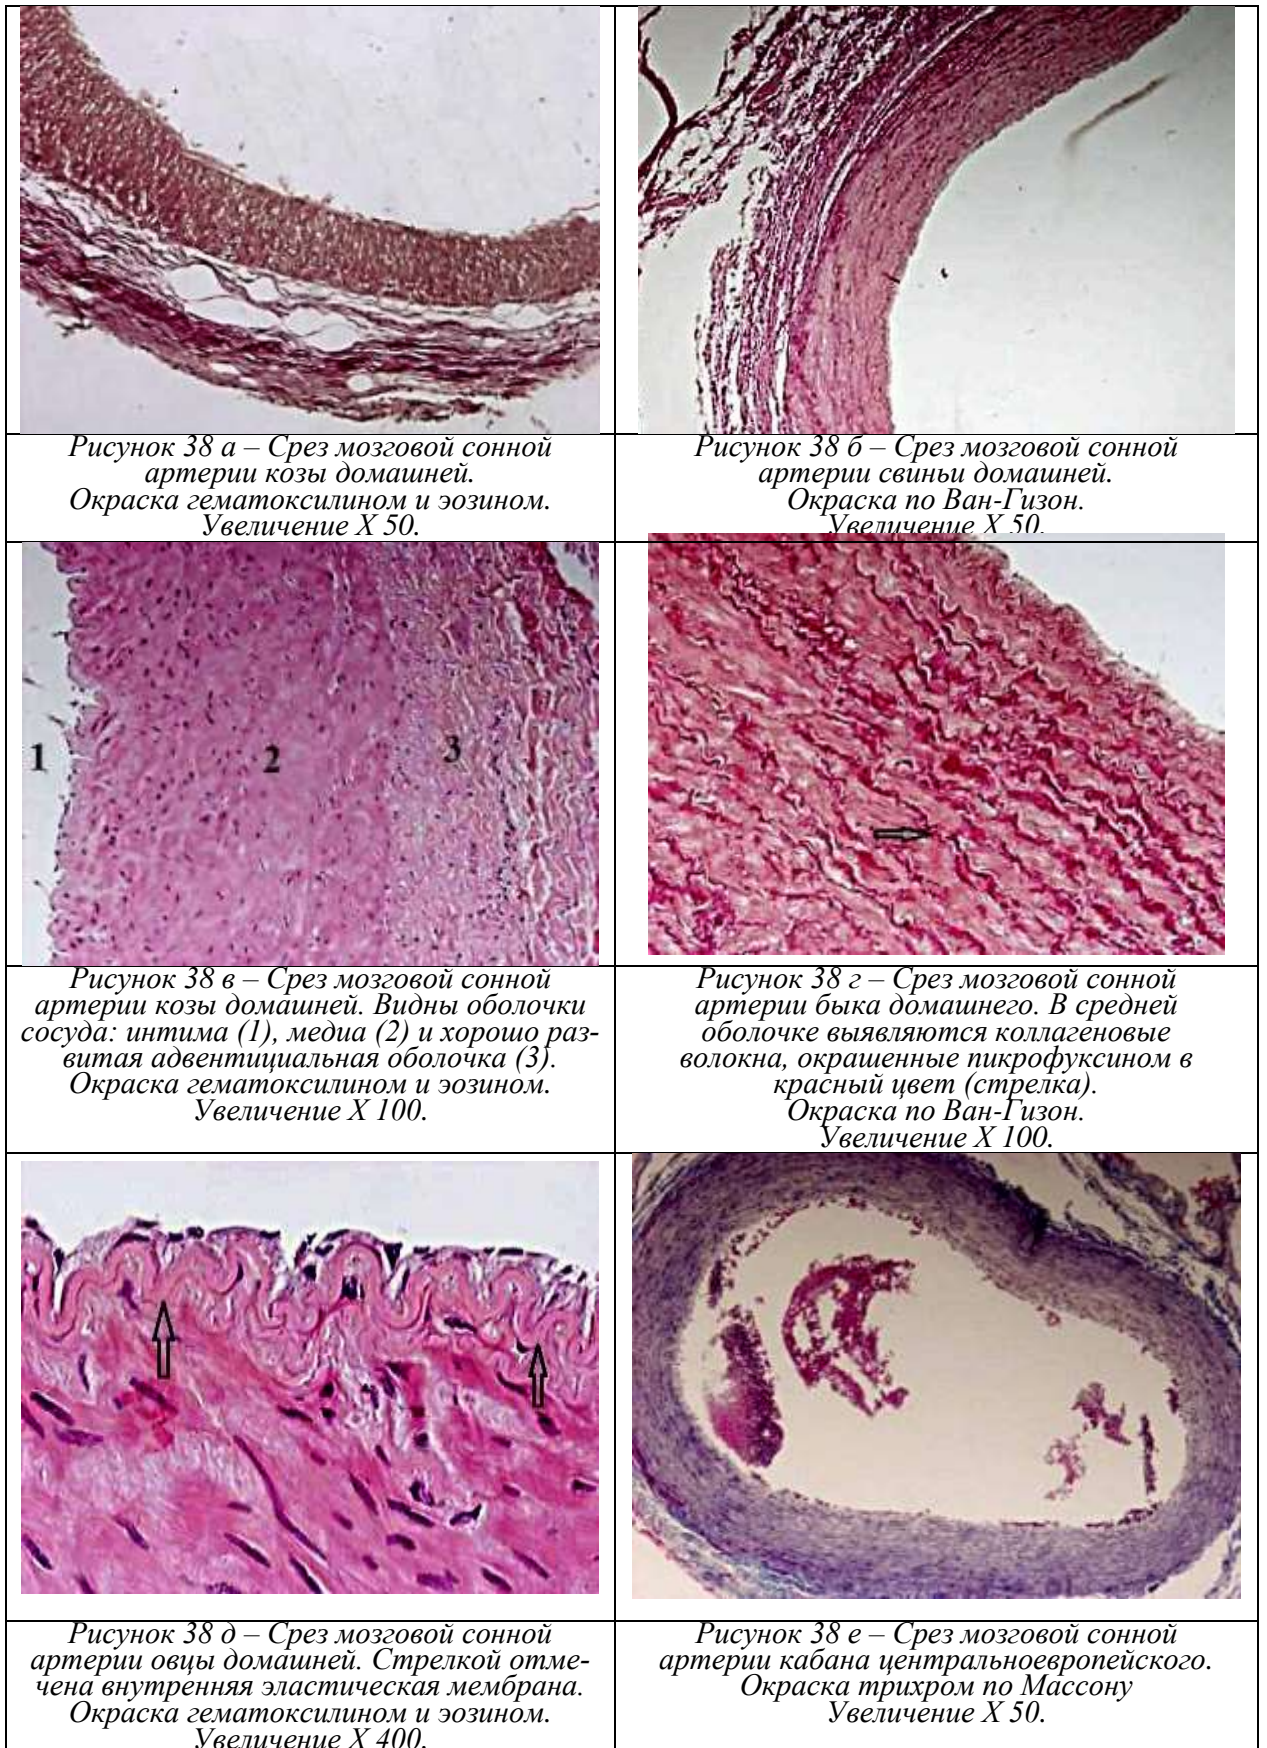 Рисунок 38 а – Срез мозговой сонной
артерии козы домашней.
Окраска гематоксилином и эозином.
Увеличение Х 50.
Рисунок 38 б – Срез мозговой сонной
артерии свиньи домашней.
Окраска по Ван-Гизон.
Увеличение Х 50.
1
2
3
Рисунок 38 в – Срез мозговой сонной
артерии козы домашней. Видны оболочки
сосуда: интима (1), медиа (2) и хорошо раз-
витая адвентициальная оболочка (3).
Окраска гематоксилином и эозином.
Увеличение Х 100.
Рисунок 38 г – Срез мозговой сонной
артерии быка домашнего. В средней
оболочке выявляются коллагеновые
волокна, окрашенные пикрофуксином в
красный цвет (стрелка).
Окраска по Ван-Гизон.
Увеличение Х 100.
Рисунок 38 д – Срез мозговой сонной
артерии овцы домашней. Стрелкой отме-
чена внутренняя эластическая мембрана.
Окраска гематоксилином и эозином.
Увеличение Х 400.
Рисунок 38 е – Срез мозговой сонной
артерии кабана центральноевропейского.
Окраска трихром по Массону
Увеличение Х 50.